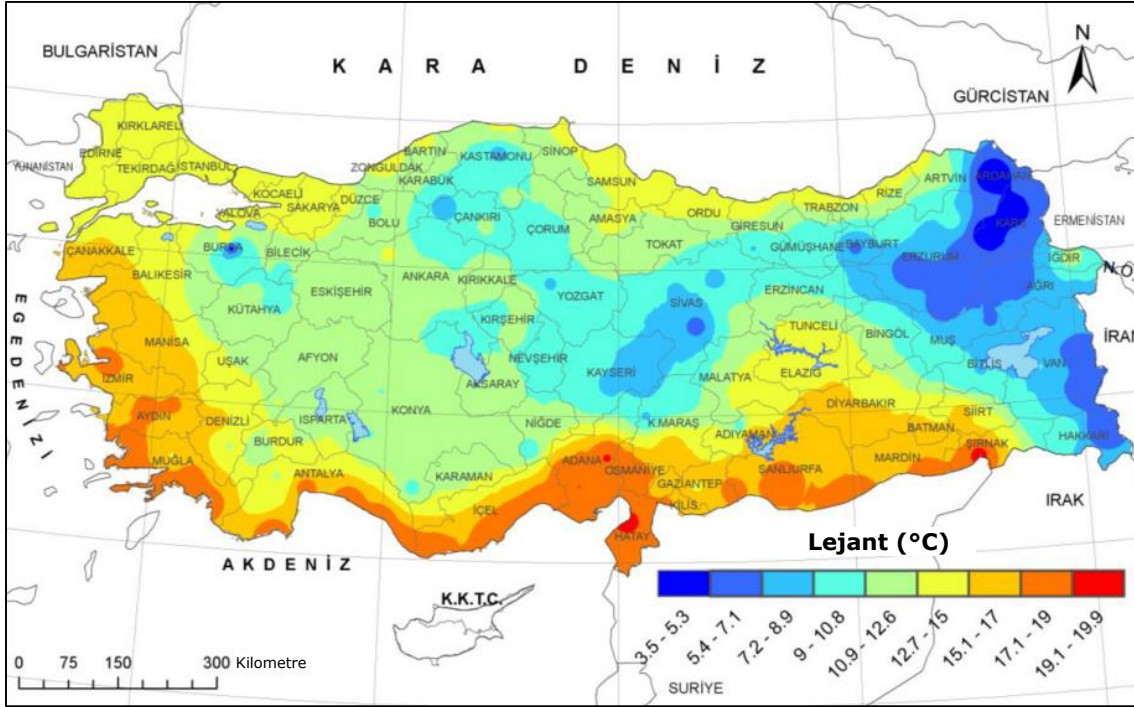 BULGARİSTAN
K A R A D E N İ Z
N
GÜRCİSTAN
KIRKLARELİ
EDİRNE
YUNANİSTAN
TEKİRDAĞ
İSTANBUL
KOCAELİ
YALOVA
SAKARYA
DÜZCE
ZONGULDAK
BARTIN
KARABÜK
KASTAMONU
SİNOP
BOLU
ÇANKIRI
ÇORUM
SAMSUN
AMASYA
ORDU
TOKAT
GİRESUN
TRABZON
RİZE
ARTVİN
ARDAHAN
KARS
ERMENİSTAN
IĞDIR
GÜMÜŞHANE
BAYBURT
ERZURUM
AĞRI
ÇANAKKALE
BALIKESİR
BURSA
BİLECİK
ESKİŞEHİR
ANKARA
KIRIKKALE
YOZGAT
SİVAS
ERZİNCAN
TUNCELİ
BİNGÖL
MUŞ
BİTLİS
VAN
İRAN
EGE DENİZİ
KÜTAHYA
MANİSA
UŞAK
AFYON
KIRŞEHİR
NEVŞEHİR
AKSARAY
KAYSERİ
MALATYA
ELAZIĞ
İZMİR
AYDIN
DENİZLİ
ISPARTA
KONYA
NİĞDE
K.MARAŞ
ADIYAMAN
DİYARBAKIR
BATMAN
SİİRT
ŞIRNAK
HAKKARİ
MUĞLA
BURDUR
ANTALYA
KARAMAN
İÇEL
ADANA
OSMANİYE
GAZİANTEP
KİLİS
ŞANLIURFA
MARDİN
HATAY
IRAK
AKDENİZ
K.K.T.C.
SURİYE
Lejant (°C)
3.5 - 5.3
5.4 - 7.1
7.2 - 8.9
9 - 10.8
10.9 - 12.6
12.7 - 15
15.1 - 17
17.1 - 19
19.1 - 19.9
0 75 150 300 Kilometre